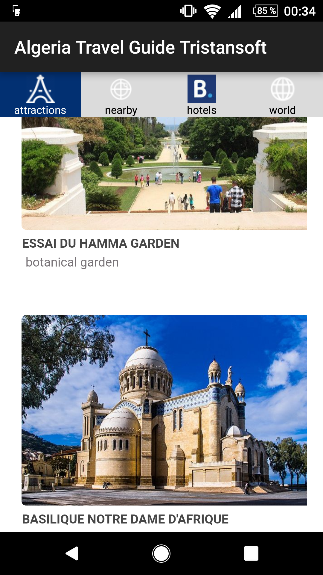 85 % 00:34
Algeria Travel Guide Tristansoft
B.
attractions nearby hotels world
ESSAI DU HAMMA GARDEN
botanical garden
BASILIQUE NOTRE DAME D'AFRIQUE